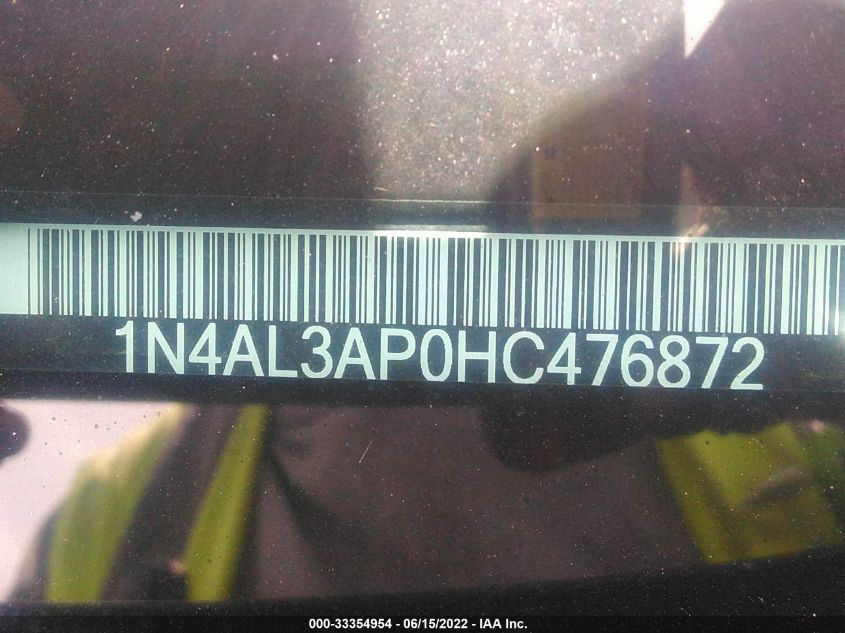 1N4AL3AP0HC476872
000-33354954 - 06/15/2022 - IAA Inc.